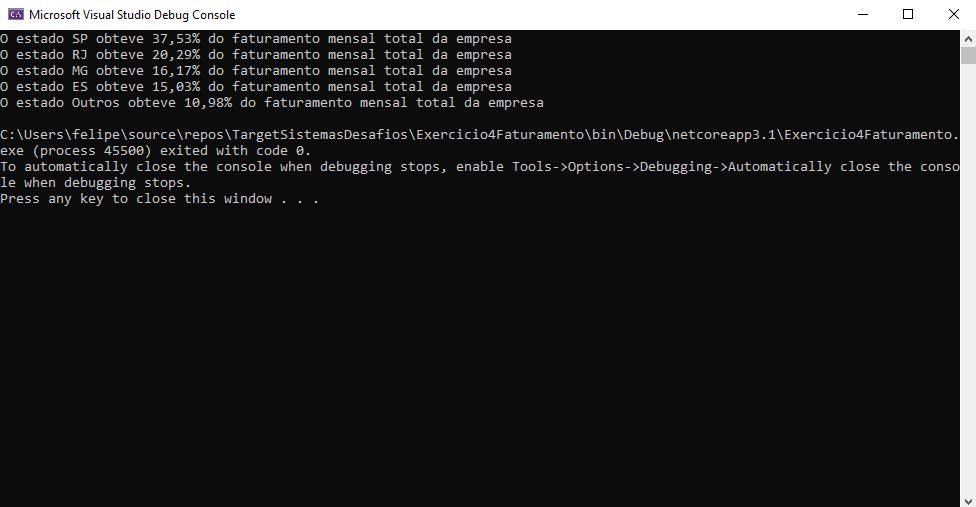 Microsoft Visual Studio Debug Console
O estado SP obteve 37,53% do faturamento mensal total da empresa
O estado RJ obteve 20,29% do faturamento mensal total da empresa
O estado MG obteve 16,17% do faturamento mensal total da empresa
O estado ES obteve 15,03% do faturamento mensal total da empresa
O estado Outros obteve 10,98% do faturamento mensal total da empresa
C:\Users\felipe\source\repos\TargetSistemasDesafios\Exercicio4Faturamento\bin\Debug\netcoreapp3.1\Exercicio4Faturamento.
exe (process 45500) exited with code 0.
To automatically close the console when debugging stops, enable Tools->Options->Debugging->Automatically close the conso
le when debugging stops.
Press any key to close this window . . .